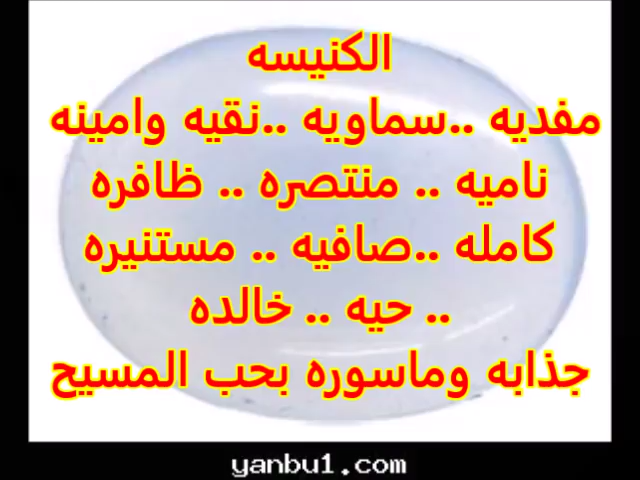 الكنيسه
مفديه ..سماويه ..نقيه وامينه
ناميه .. منتصره .. ظافره
كامله ..صافيه .. مستنيره
.. حيه .. خالده
جذابه وماسوره بحب المسيح
yanbu1.com